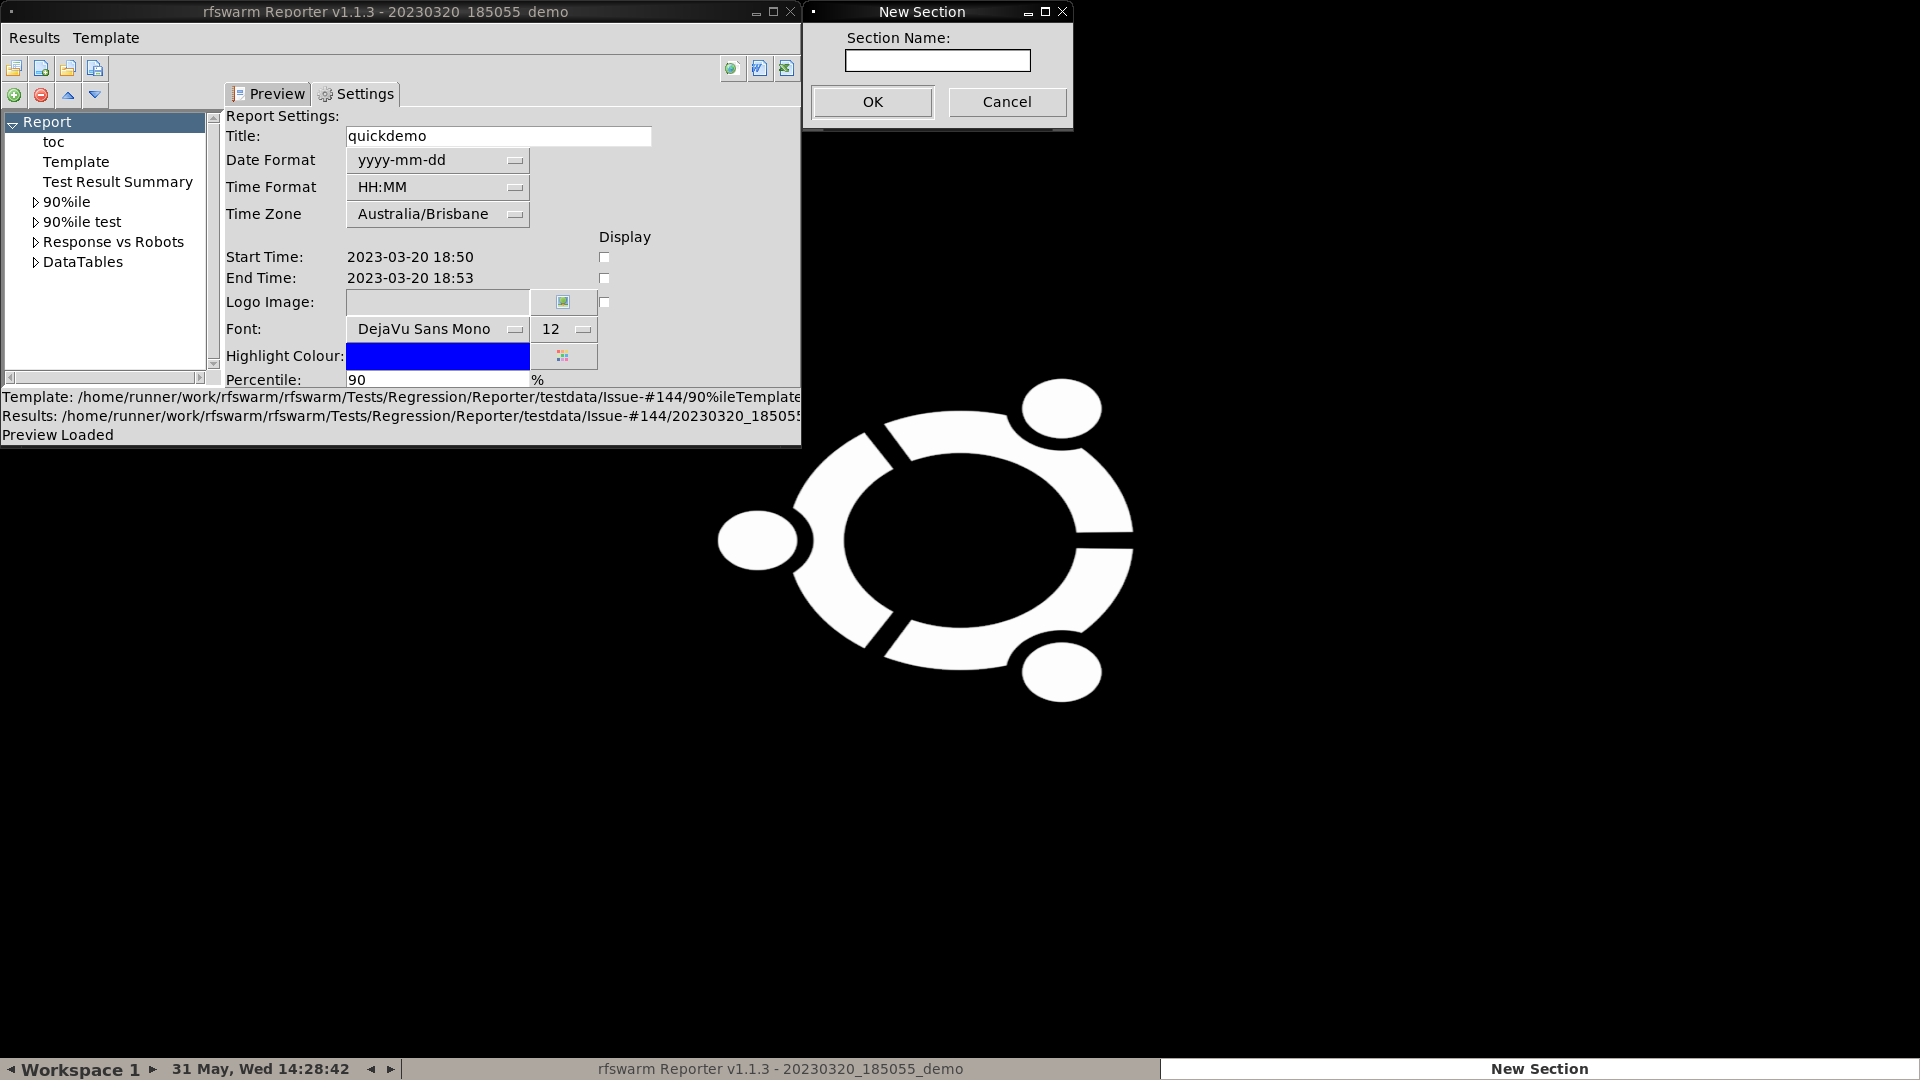 rfswarm Reporter v1.1.3 - 20230320_185055_demo
New Section
Results Template
Section Name:
OK Cancel
Preview Settings
Report
toc
Template
Test Result Summary
90%ile
90%ile test
Response vs Robots
DataTables
Report Settings:
Title: quickdemo
Date Format yyyy-mm-dd
Time Format HH:MM
Time Zone Australia/Brisbane
Display
Start Time: 2023-03-20 18:50
End Time: 2023-03-20 18:53
Logo Image:
Font: DejaVu Sans Mono 12
Highlight Colour:
Percentile: 90 %
Template: /home/runner/work/rfswarm/rfswarm/Tests/Regression/Reporter/testdata/Issue-#144/90%ileTemplate
Results: /home/runner/work/rfswarm/rfswarm/Tests/Regression/Reporter/testdata/Issue-#144/20230320_185055
Preview Loaded
Workspace 1 31 May, Wed 14:28:42 rfswarm Reporter v1.1.3 - 20230320_185055_demo New Section